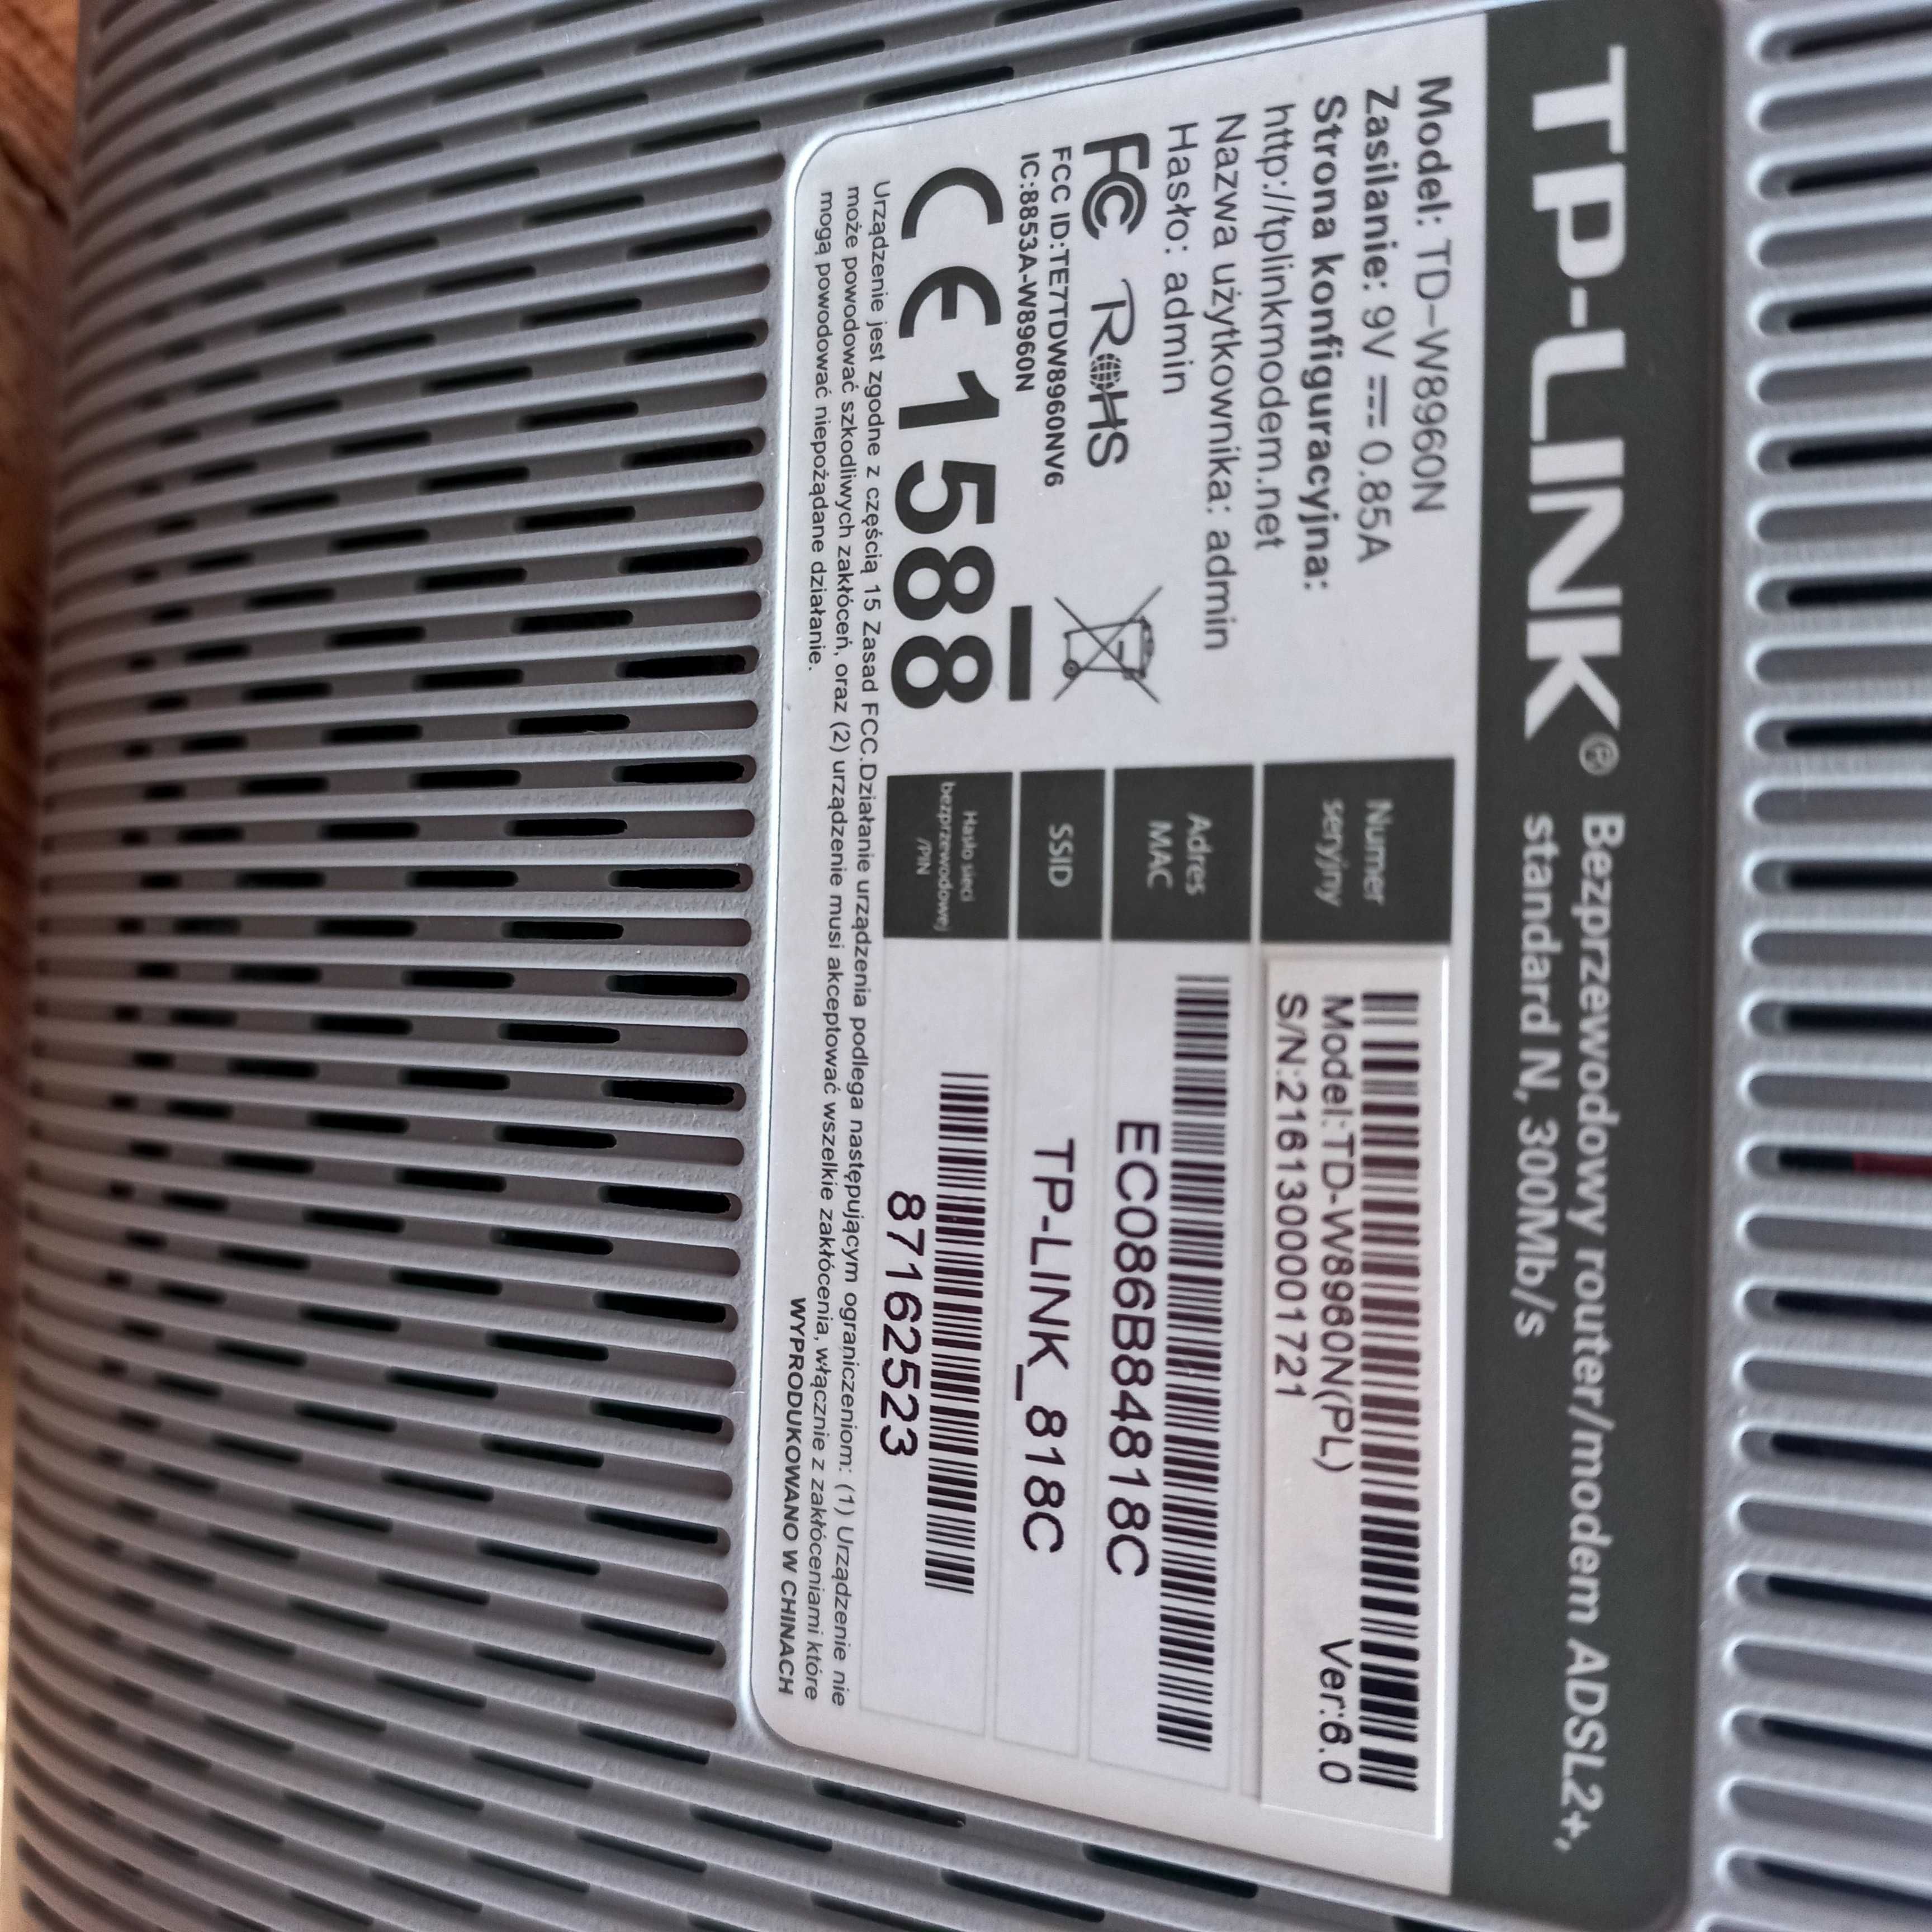 TP-LINK® Bezprzewodowy router/modem ADSL2+,
standard N, 300Mb/s
Model: TD-W8960N
Zasilanie: 9V ⎓ 0.85A
Strona konfiguracyjna:
http://tplinkmodem.net
Nazwa użytkownika: admin
Hasło: admin
FC RoHS
FCC ID:TE7TDW8960NV6
IC:8853A-W8960N
CE1588
Numer
seryjny
Model:TD-W8960N(PL) Ver:6.0
S/N:2161300001721
Adres
MAC
EC086B84818C
SSID
TP-LINK_818C
Hasło sieci
bezprzewodowej
/PIN
87162523
Urządzenie jest zgodne z częścią 15 Zasad FCC.Działanie urządzenia podlega następującym ograniczeniom: (1) Urządzenie nie
może powodować szkodliwych zakłóceń, oraz (2) urządzenie musi akceptować wszelkie zakłócenia, włącznie z zakłóceniami które
mogą powodować niepożądane działanie.
WYPRODUKOWANO W CHINACH